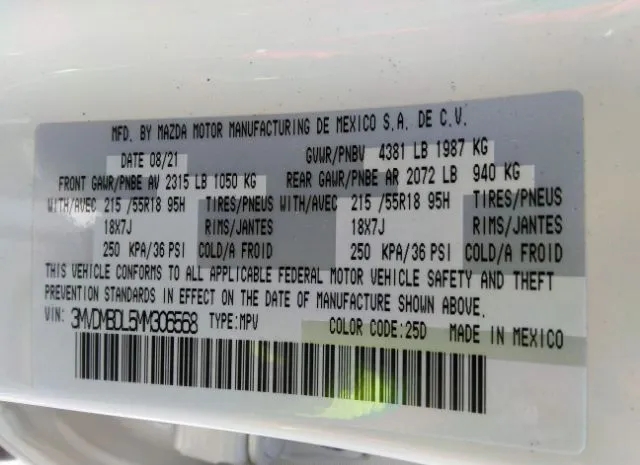 MFD. BY MAZDA MOTOR MANUFACTURING DE MEXICO S.A. DE C.V.
DATE 08/21 GVWR/PNBV 4381 LB 1987 KG
FRONT GAWR/PNBE AV 2315 LB 1050 KG REAR GAWR/PNBE AR 2072 LB 940 KG
WITH/AVEC 215 /55R18 95H TIRES/PNEUS WITH/AVEC 215 /55R18 95H TIRES/PNEUS
18X7J RIMS/JANTES 18X7J RIMS/JANTES
250 KPA/36 PSI COLD/A FROID 250 KPA/36 PSI COLD/A FROID
THIS VEHICLE CONFORMS TO ALL APPLICABLE FEDERAL MOTOR VEHICLE SAFETY AND THEFT
PREVENTION STANDARDS IN EFFECT ON THE DATE OF MANUFACTURE SHOWN ABOVE.
VIN: 3MVDMBDL5MM306568 TYPE:MPV COLOR CODE:25D MADE IN MEXICO